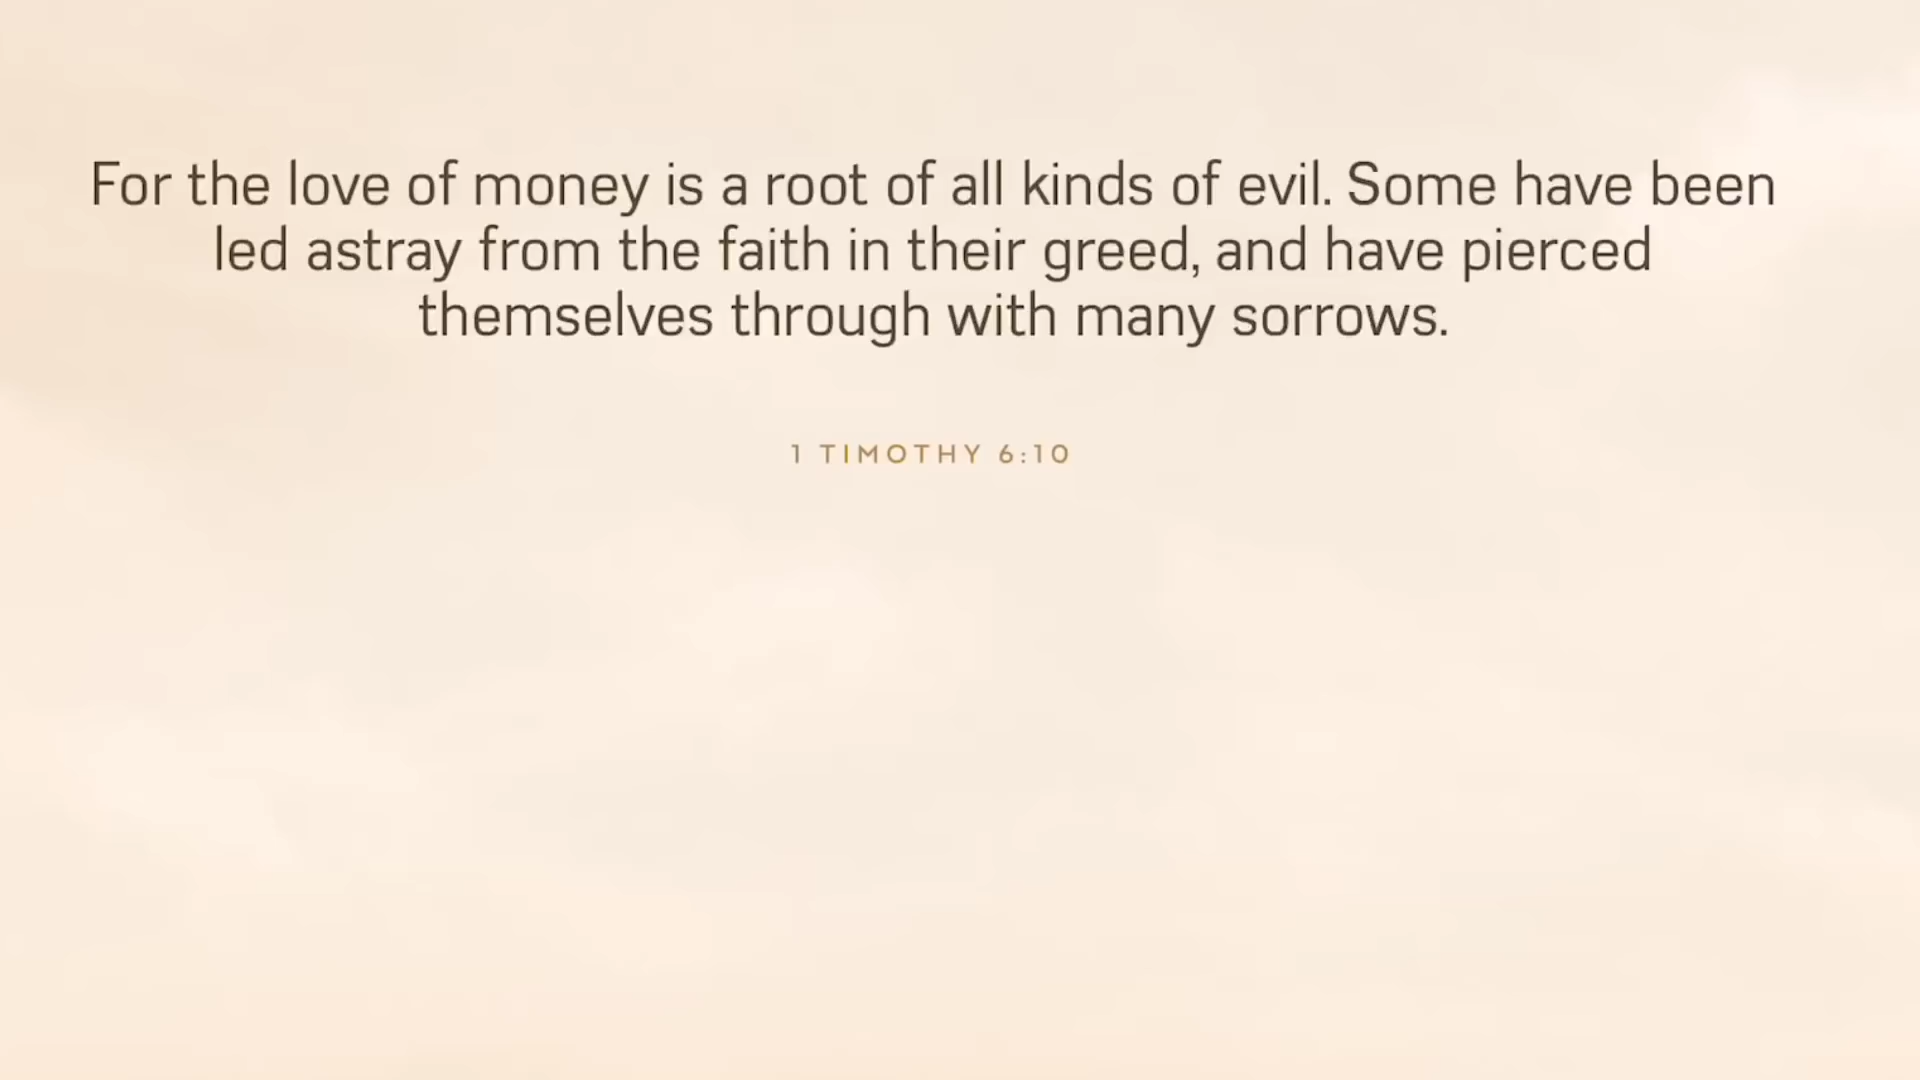 For the love of money is a root of all kinds of evil. Some have been
led astray from the faith in their greed, and have pierced
themselves through with many sorrows.
1 TIMOTHY 6:10